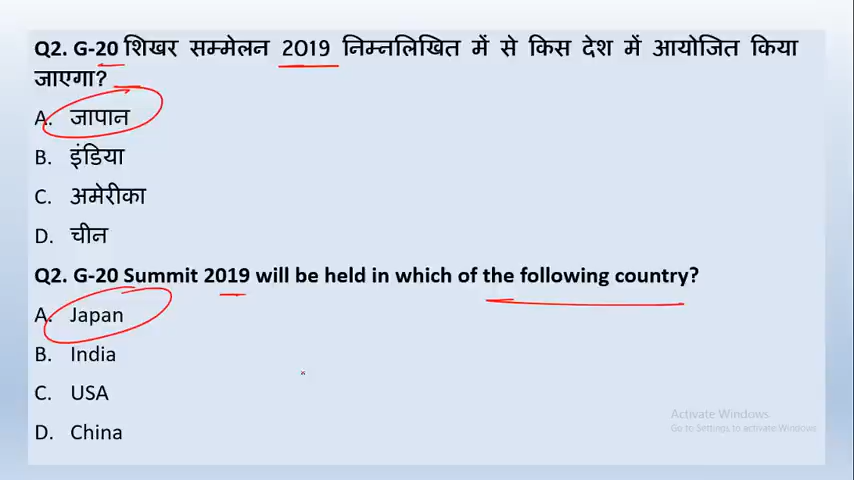 Q2. G-20 शिखर सम्मेलन 2019 निम्नलिखित में से किस देश में आयोजित किया
जाएगा?
A. जापान
B. इंडिया
C. अमेरीका
D. चीन
Q2. G-20 Summit 2019 will be held in which of the following country?
A. Japan
B. India
C. USA
D. China
Activate Windows
Go to Settings to activate Windows.